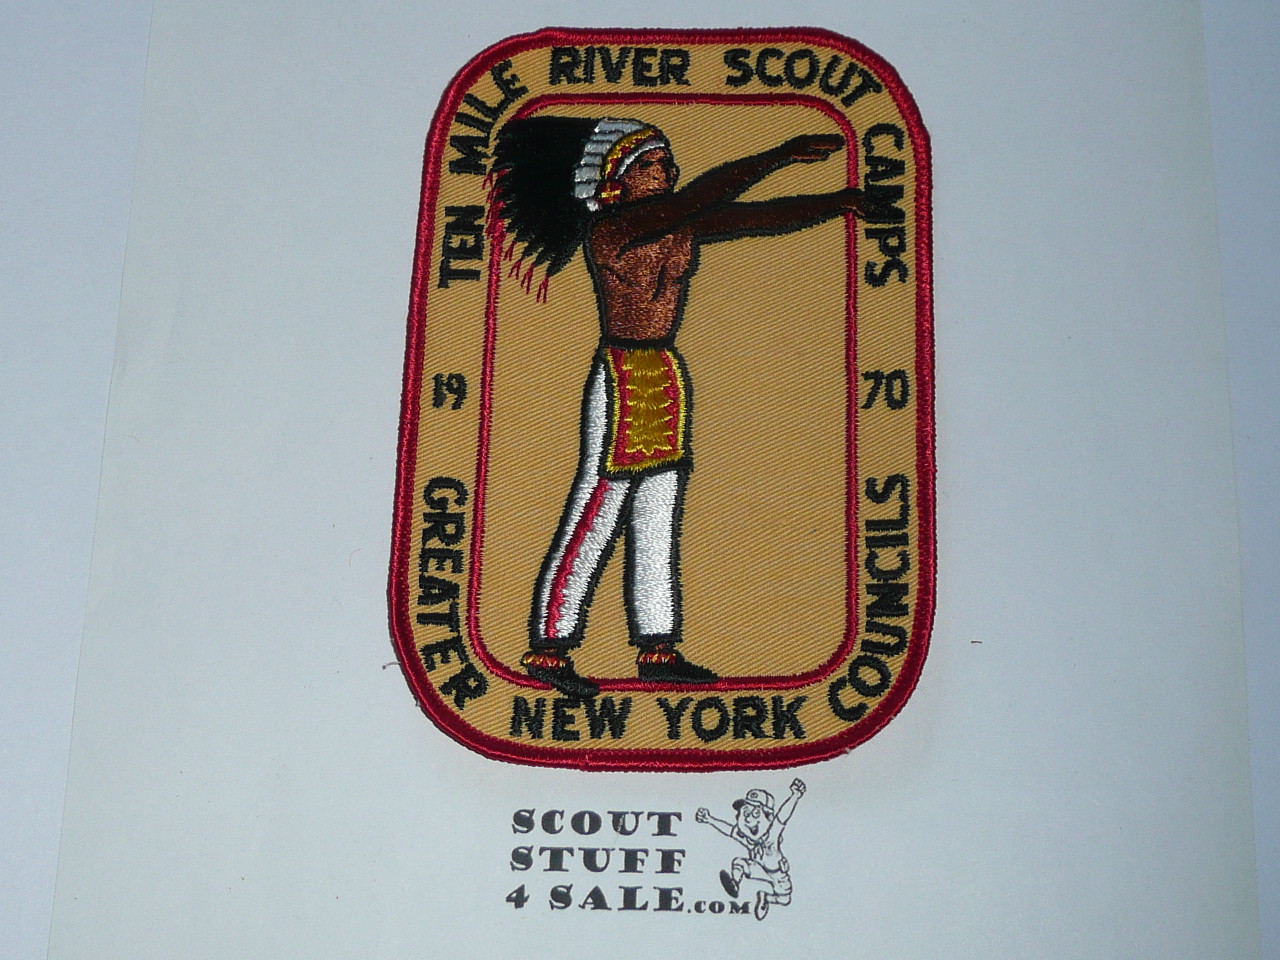 TEN MILE RIVER SCOUT CAMPS
19 70
GREATER NEW YORK COUNCILS
SCOUT
STUFF
4 SALE.COM